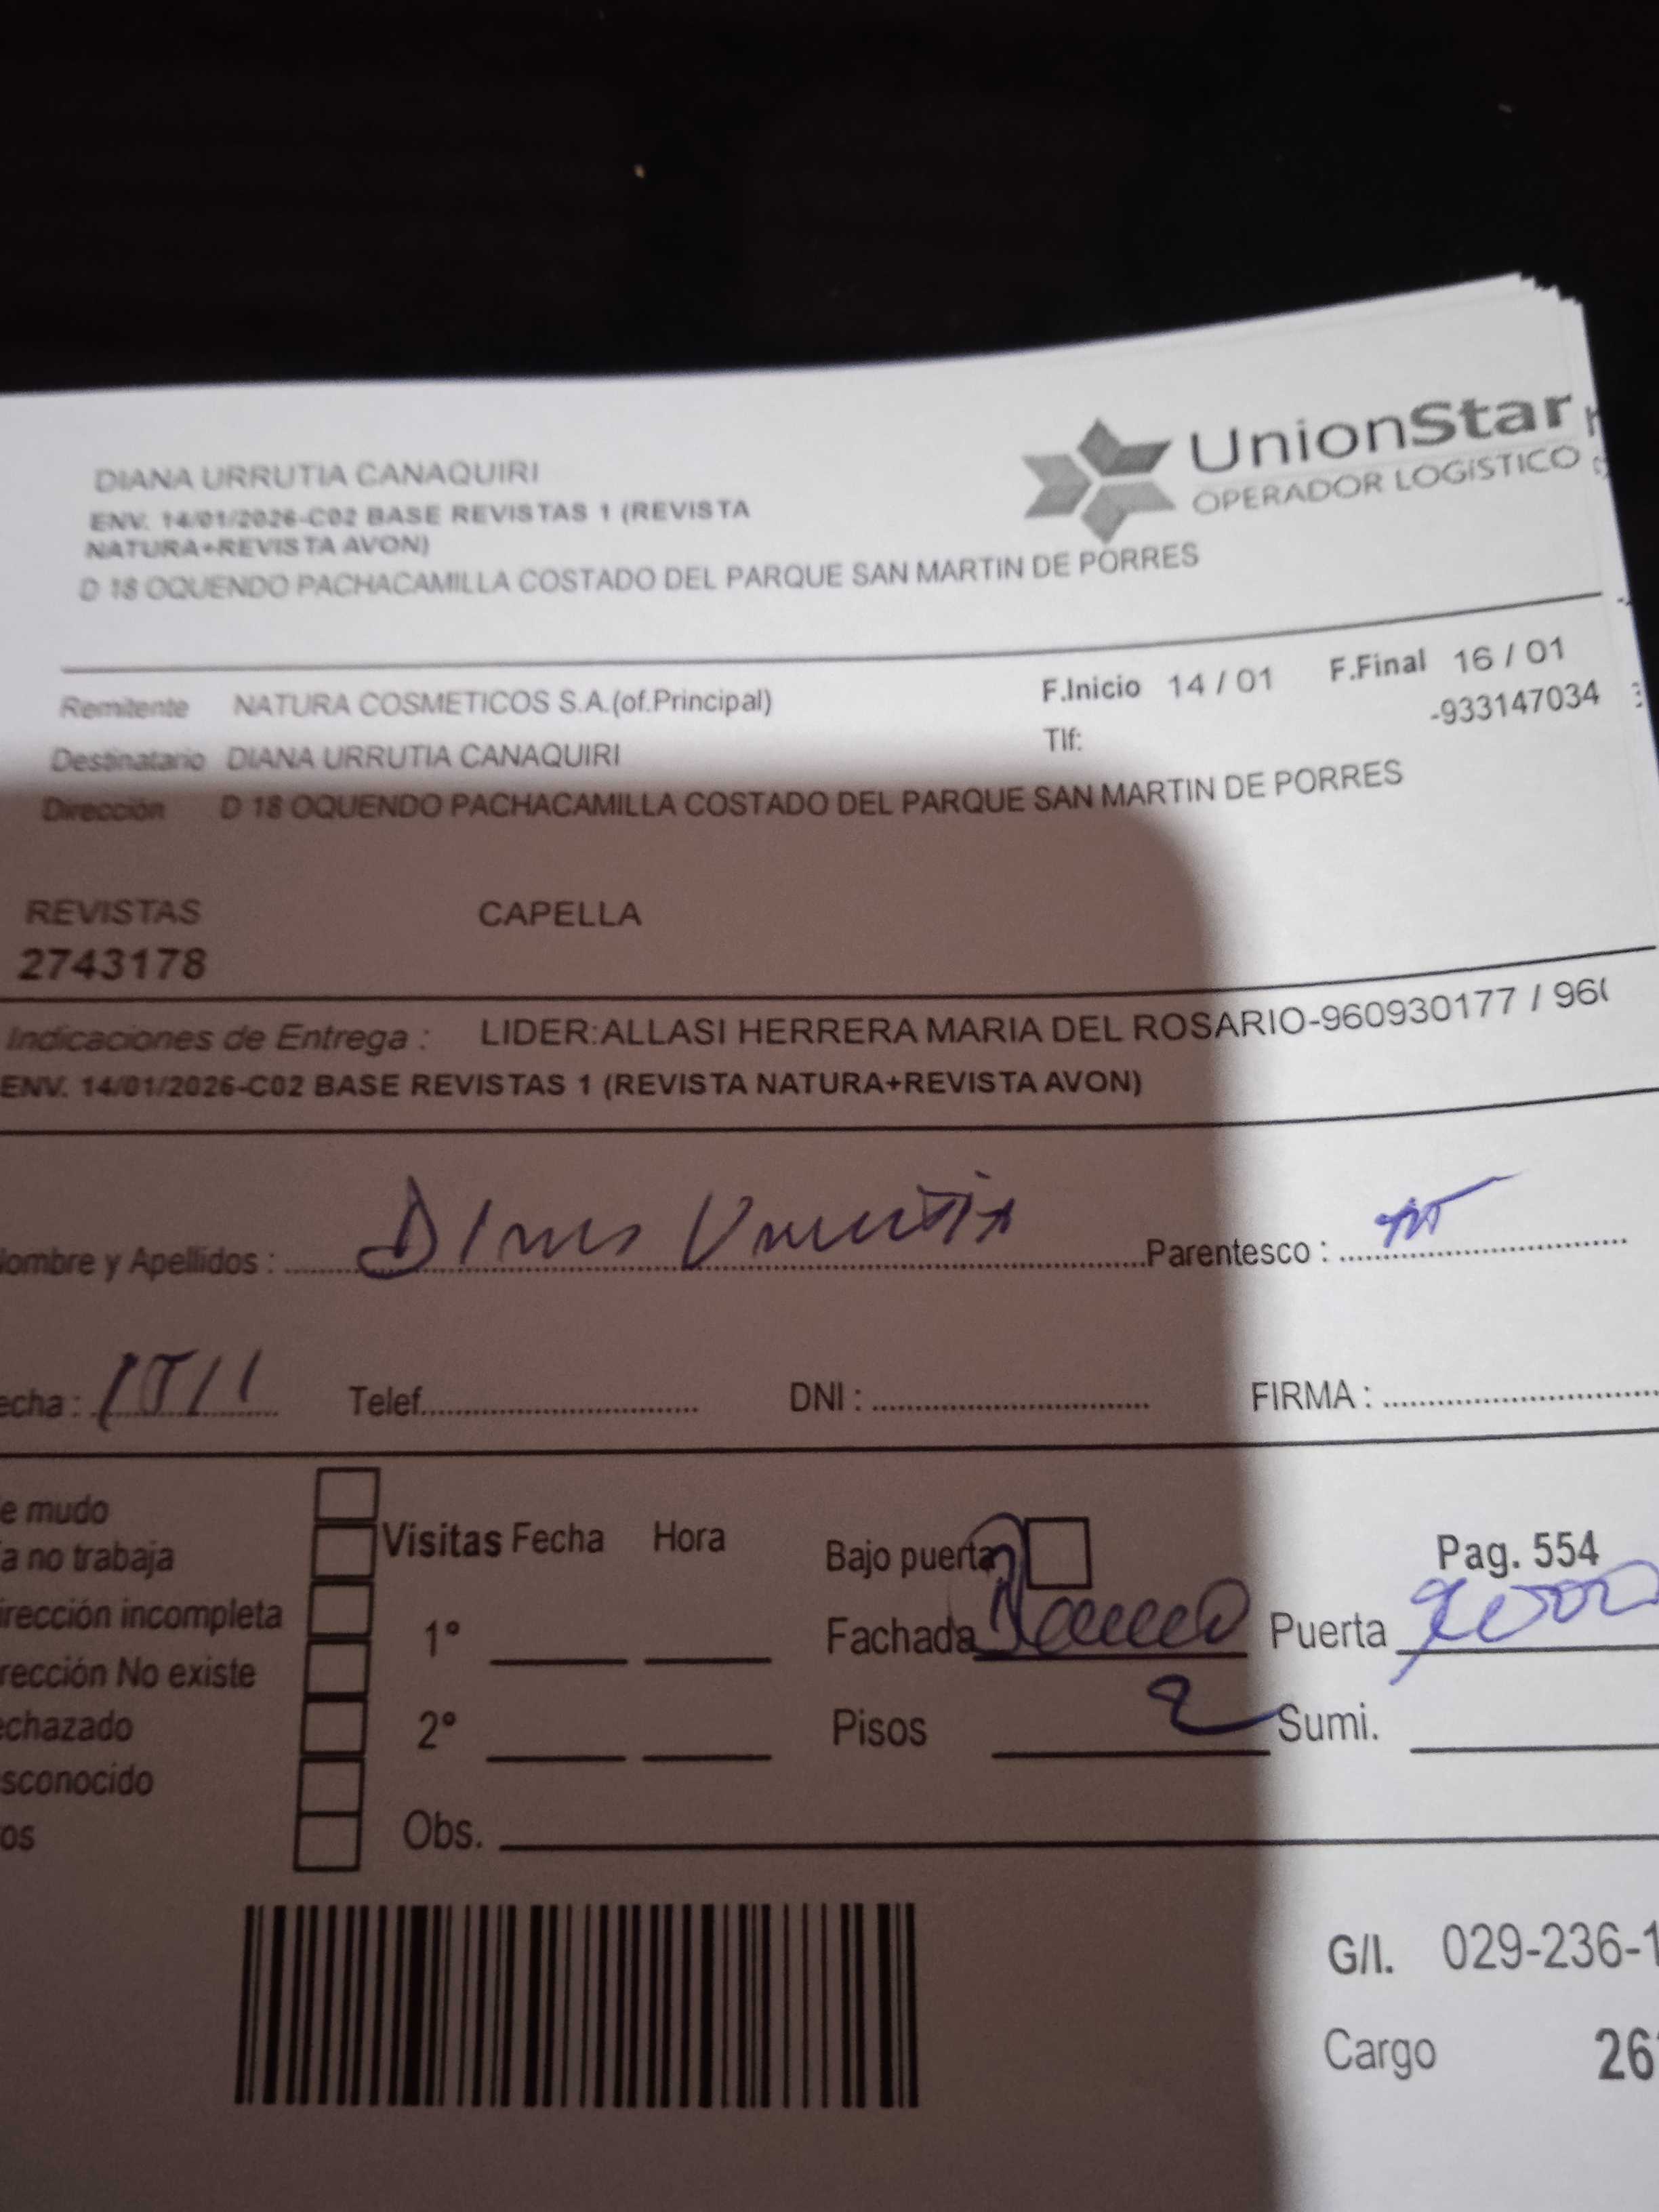 UnionStar
OPERADOR LOGÍSTICO
DIANA URRUTIA CANAQUIRI
ENV. 14/01/2026-C02 BASE REVISTAS 1 (REVISTA
NATURA+REVISTA AVON)
D 18 OQUENDO PACHACAMILLA COSTADO DEL PARQUE SAN MARTIN DE PORRES
Remitente NATURA COSMETICOS S.A.(of.Principal) F.Inicio 14 / 01 F.Final 16 / 01
Destinatario DIANA URRUTIA CANAQUIRI Tlf: -933147034
Dirección D 18 OQUENDO PACHACAMILLA COSTADO DEL PARQUE SAN MARTIN DE PORRES
REVISTAS CAPELLA
2743178
Indicaciones de Entrega : LIDER:ALLASI HERRERA MARIA DEL ROSARIO-960930177 / 96
ENV. 14/01/2026-C02 BASE REVISTAS 1 (REVISTA NATURA+REVISTA AVON)
ombre y Apellidos : Parentesco :
echa : Telef. DNI : FIRMA :
e mudo
a no trabaja Visitas Fecha Hora Bajo puerta Pag. 554
irección incompleta 1° Fachada Puerta
rección No existe
echazado 2° Pisos 2 Sumi.
sconocido
os Obs.
G/I. 029-236-1
Cargo 26